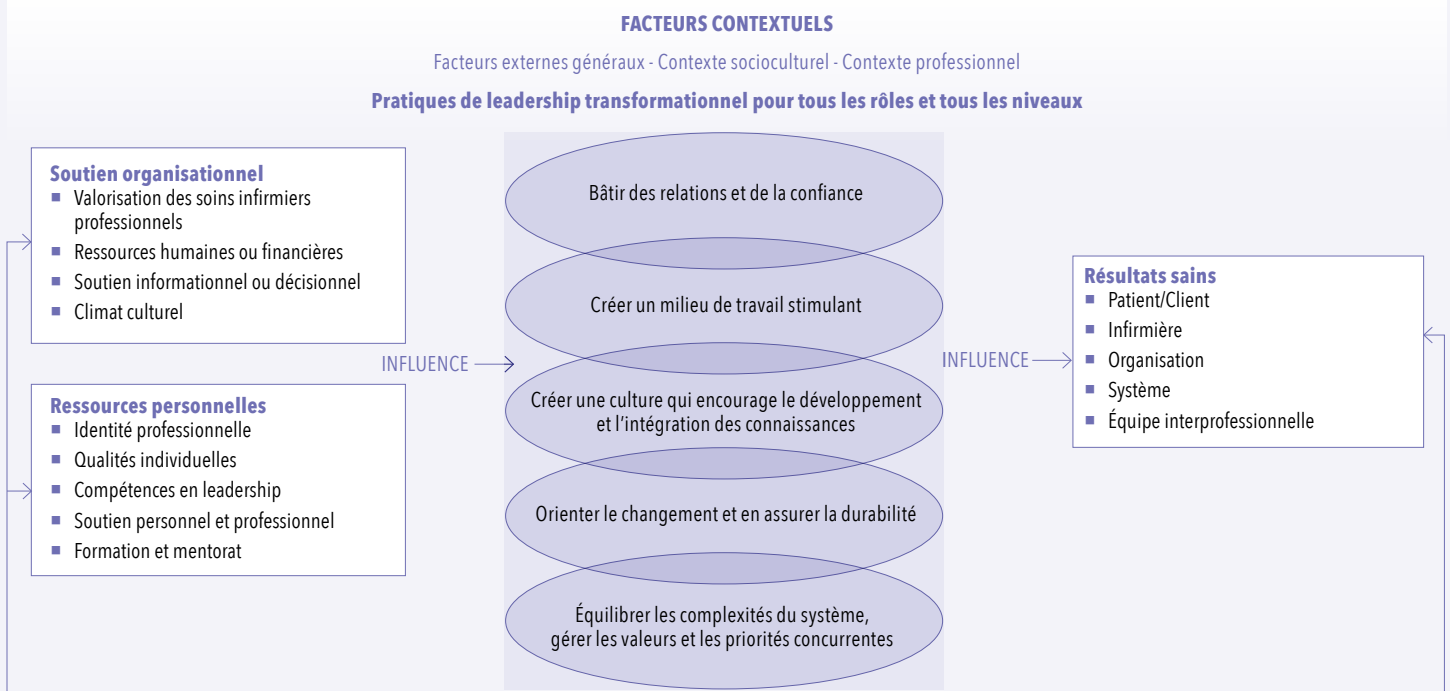 FACTEURS CONTEXTUELS
Facteurs externes généraux - Contexte socioculturel - Contexte professionnel
Pratiques de leadership transformationnel pour tous les rôles et tous les niveaux
Soutien organisationnel
■ Valorisation des soins infirmiers
professionnels
■ Ressources humaines ou financières
■ Soutien informationnel ou décisionnel
■ Climat culturel
Ressources personnelles
■ Identité professionnelle
■ Qualités individuelles
■ Compétences en leadership
■ Soutien personnel et professionnel
■ Formation et mentorat
INFLUENCE
Bâtir des relations et de la confiance
Créer un milieu de travail stimulant
Créer une culture qui encourage le développement
et l'intégration des connaissances
Orienter le changement et en assurer la durabilité
Équilibrer les complexités du système,
gérer les valeurs et les priorités concurrentes
INFLUENCE
Résultats sains
■ Patient/Client
■ Infirmière
■ Organisation
■ Système
■ Équipe interprofessionnelle